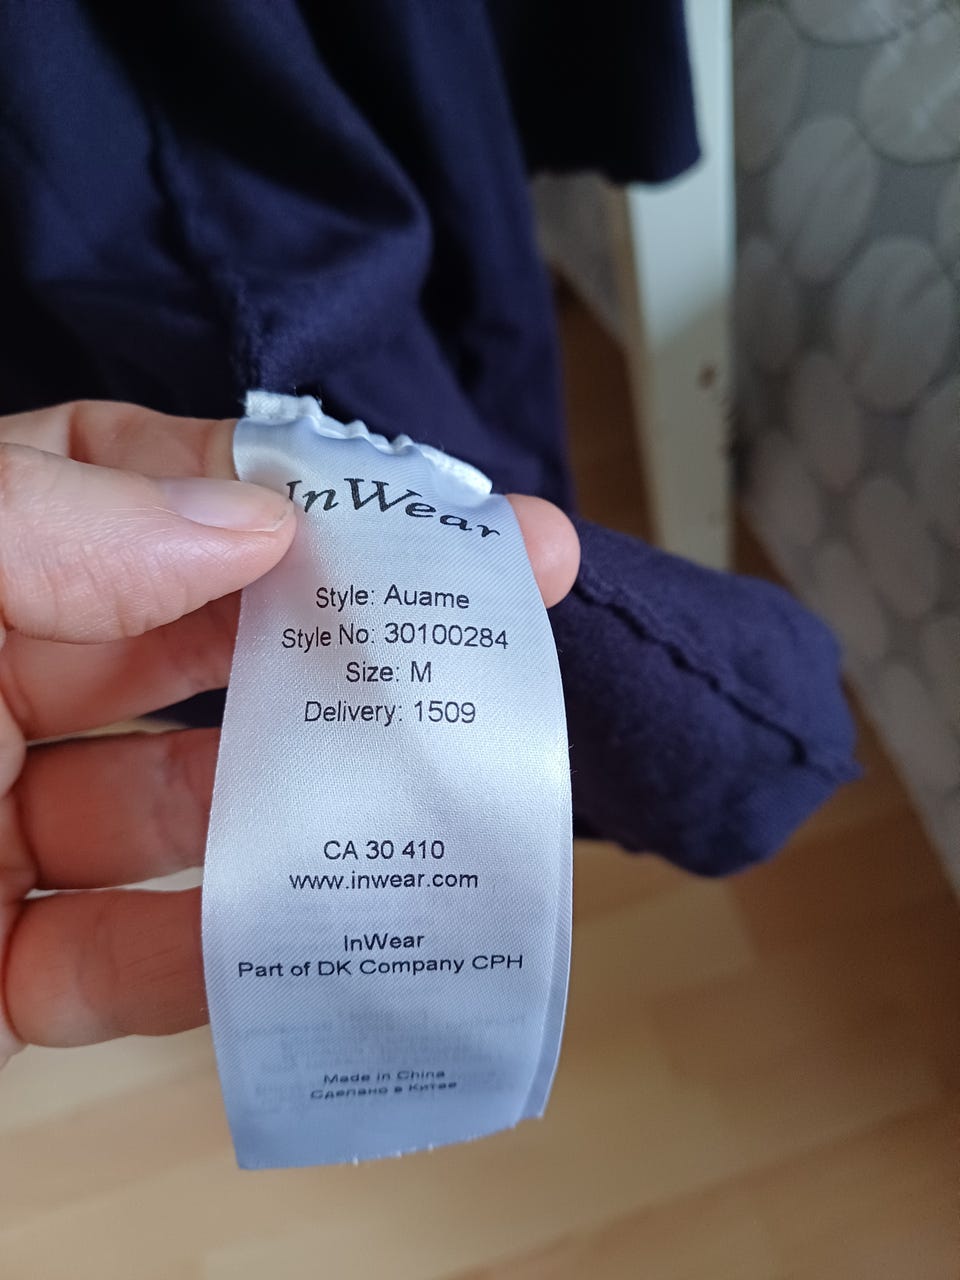 InWear
Style: Auame
Style No: 30100284
Size: M
Delivery: 1509
CA 30 410
www.inwear.com
InWear
Part of DK Company CPH
Made in China
Сделано в Китае